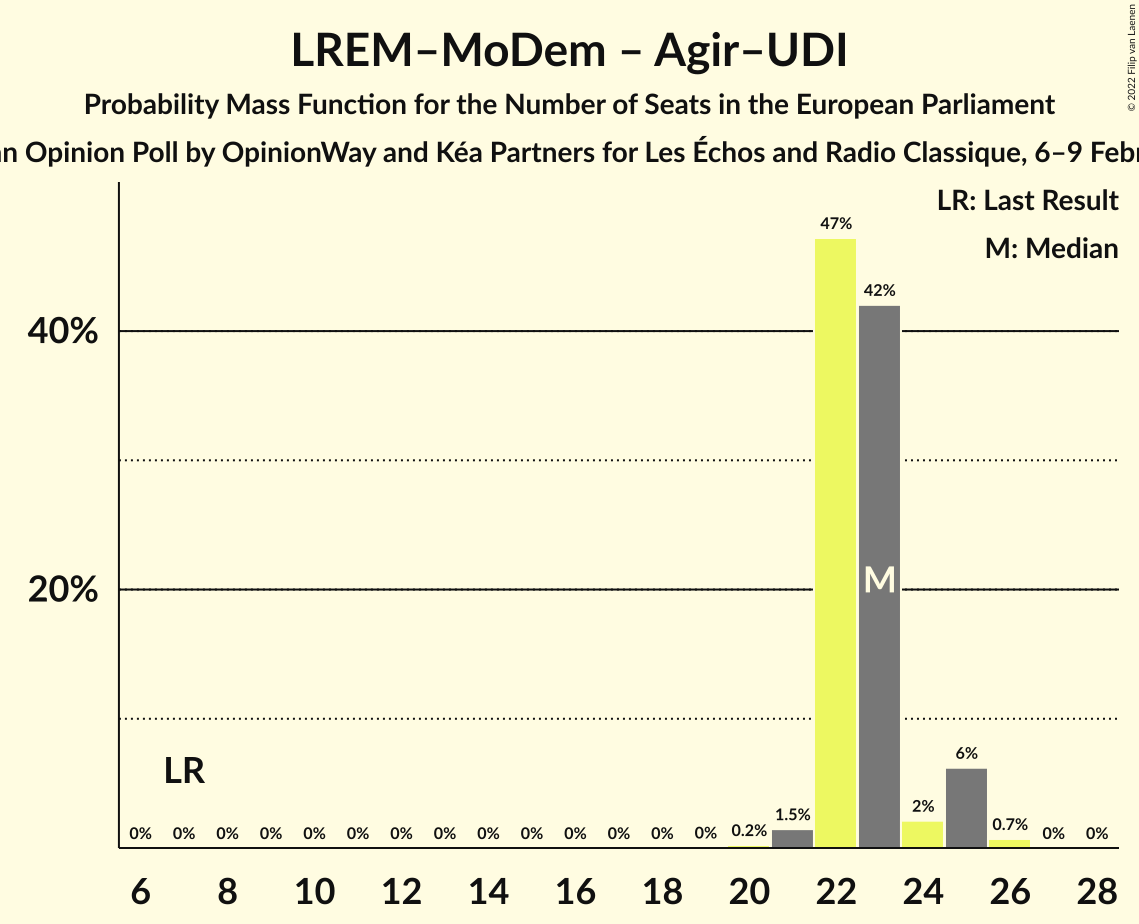 LREM–MoDem – Agir–UDI
Probability Mass Function for the Number of Seats in the European Parliament
Opinion Poll by OpinionWay and Kéa Partners for Les Échos and Radio Classique, 6–9
© 2022 Filip van Laenen
LR: Last Result
M: Median
47%
42%
40%
20%
M
LR
0% 0% 0% 0% 0% 0% 0% 0% 0% 0% 0% 0% 0% 0% 0.2% 1.5% 2% 6% 0.7% 0% 0%
6 8 10 12 14 16 18 20 22 24 26 28